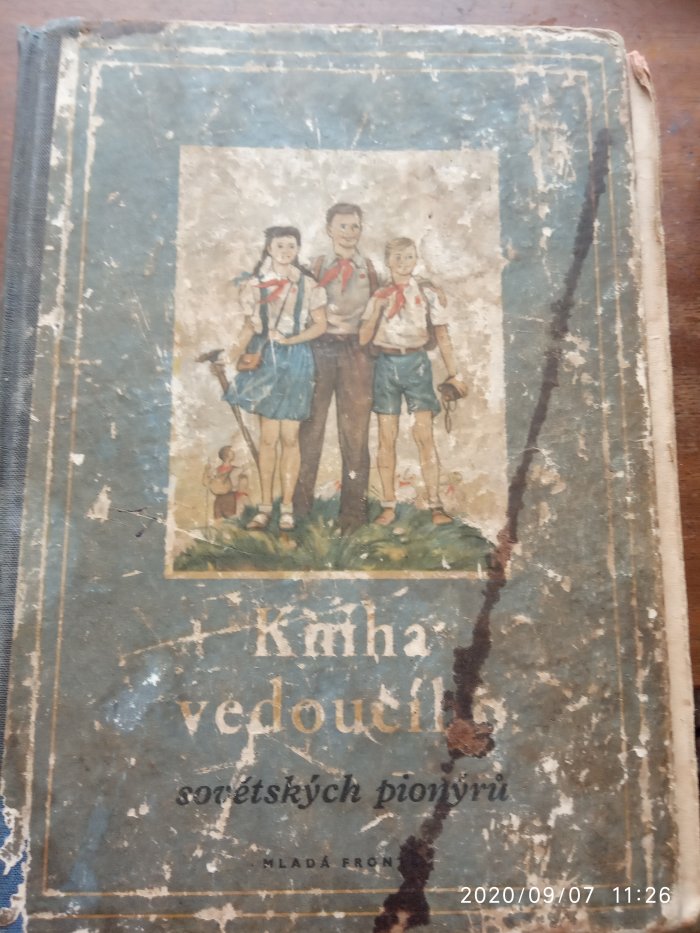 Kniha
vedoucího
sovětských pionýrů
MLADÁ FRONTA
2020/09/07 11:26